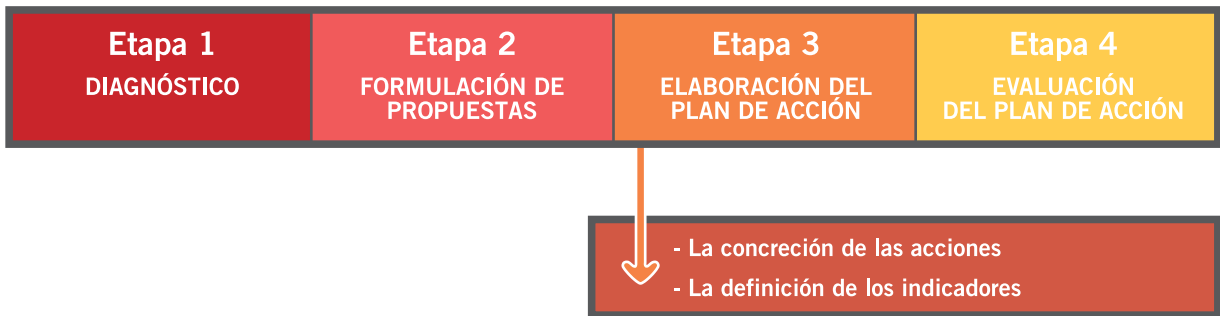 Etapa 1
DIAGNÓSTICO
Etapa 2
FORMULACIÓN DE
PROPUESTAS
Etapa 3
ELABORACIÓN DEL
PLAN DE ACCIÓN
Etapa 4
EVALUACIÓN
DEL PLAN DE ACCIÓN
- La concreción de las acciones
- La definición de los indicadores